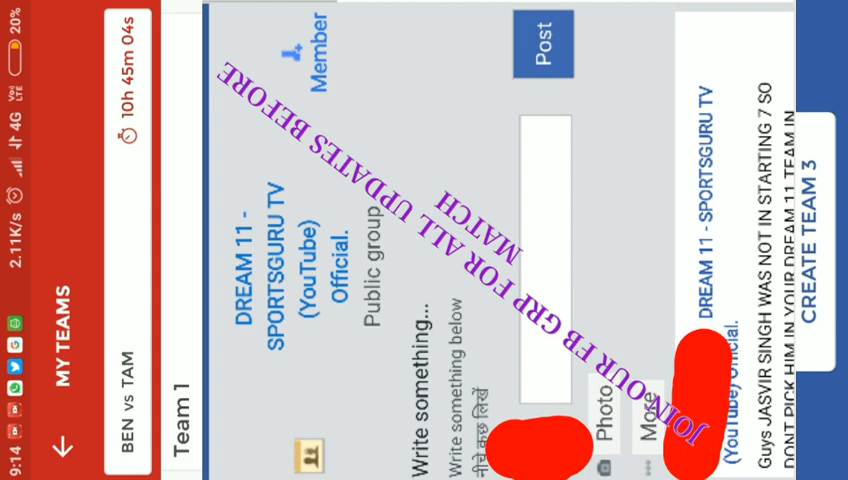 9:14
2.11K/s
4G
VoLTE
20%
MY TEAMS
BEN vs TAM
10h 45m 04s
Team 1
DREAM 11 -
SPORTSGURU TV
(YouTube)
Official.
Member
Public group
Write something...
Write something below
नीचे कुछ लिखें
Post
Photo
More
JOIN OUR FB GRP FOR ALL UPDATES BEFORE
MATCH
DREAM 11 - SPORTSGURU TV
(YouTube) Official.
Guys JASVIR SINGH WAS NOT IN STARTING 7 SO
DONT PICK HIM IN YOUR DREAM 11 TEAM IN
CREATE TEAM 3